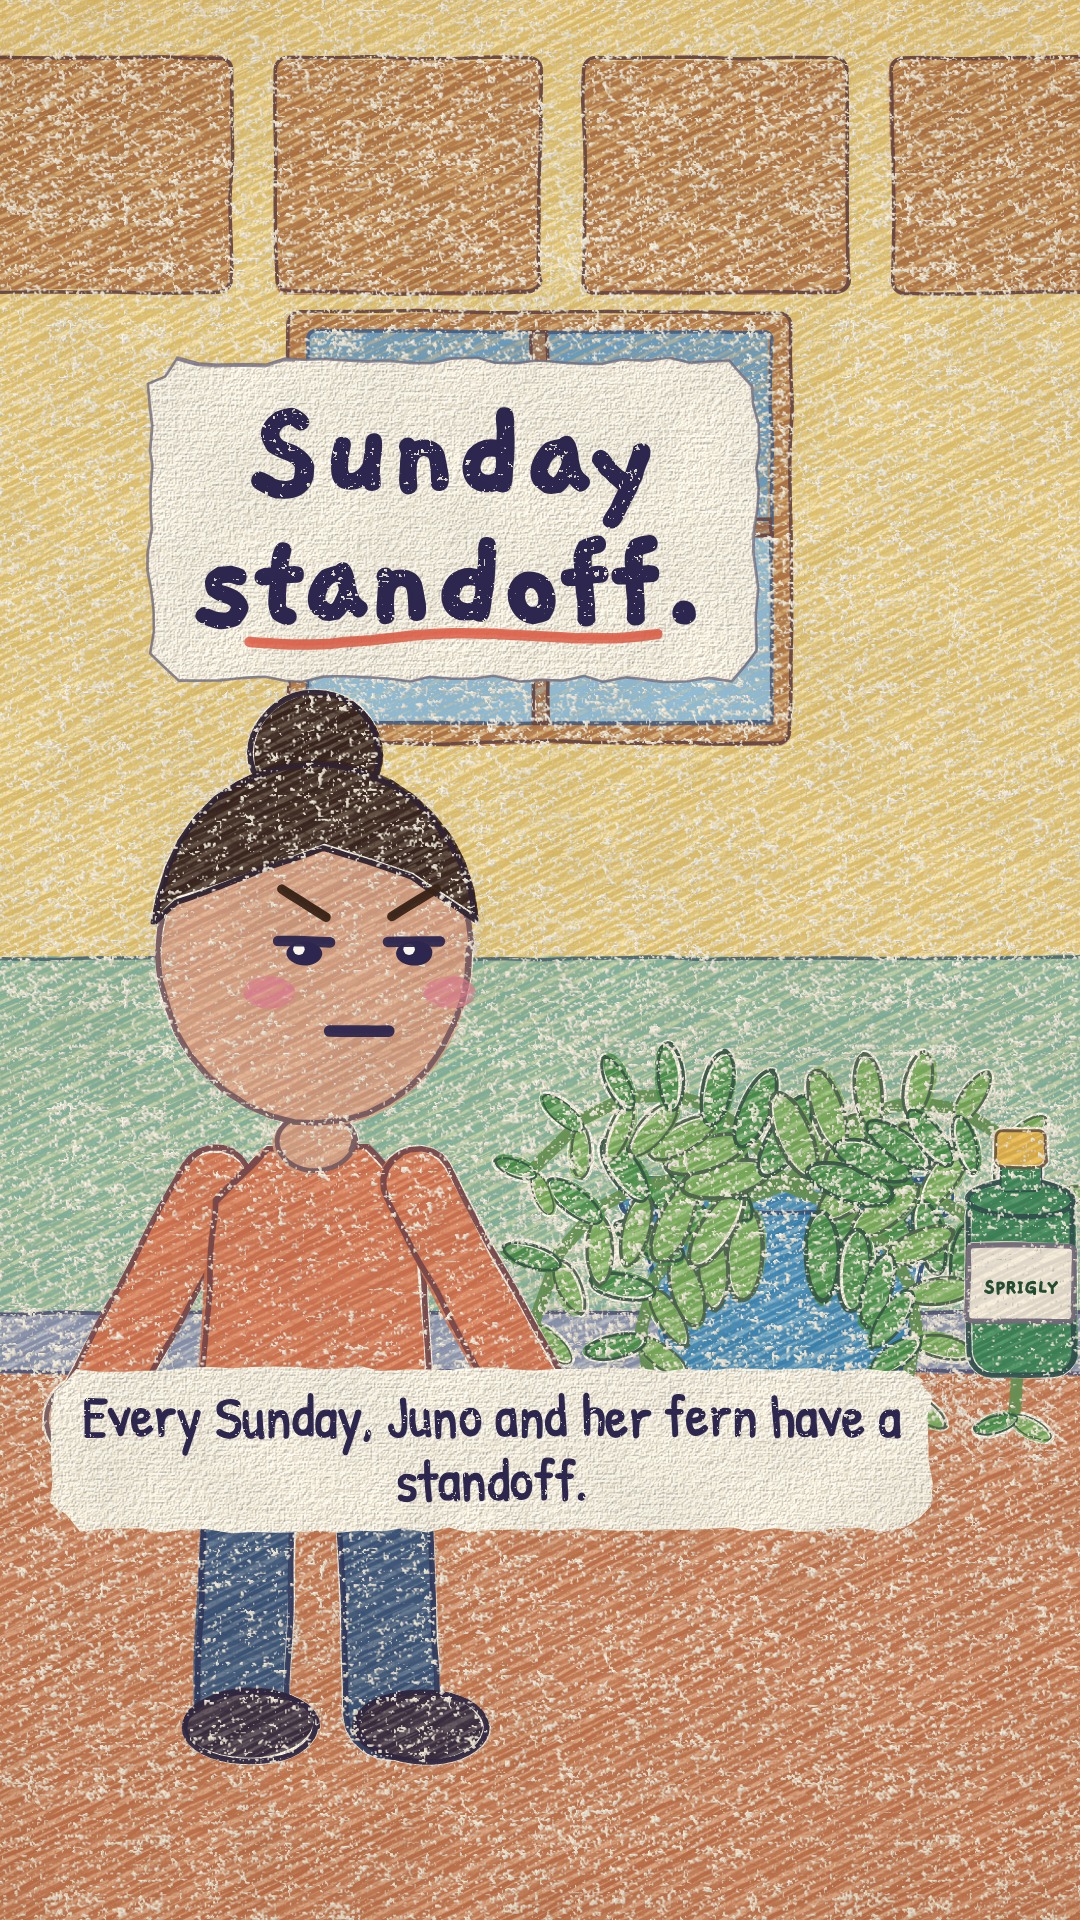 Sunday
standoff.
SPRIGLY
Every Sunday, Juno and her fern have a
standoff.